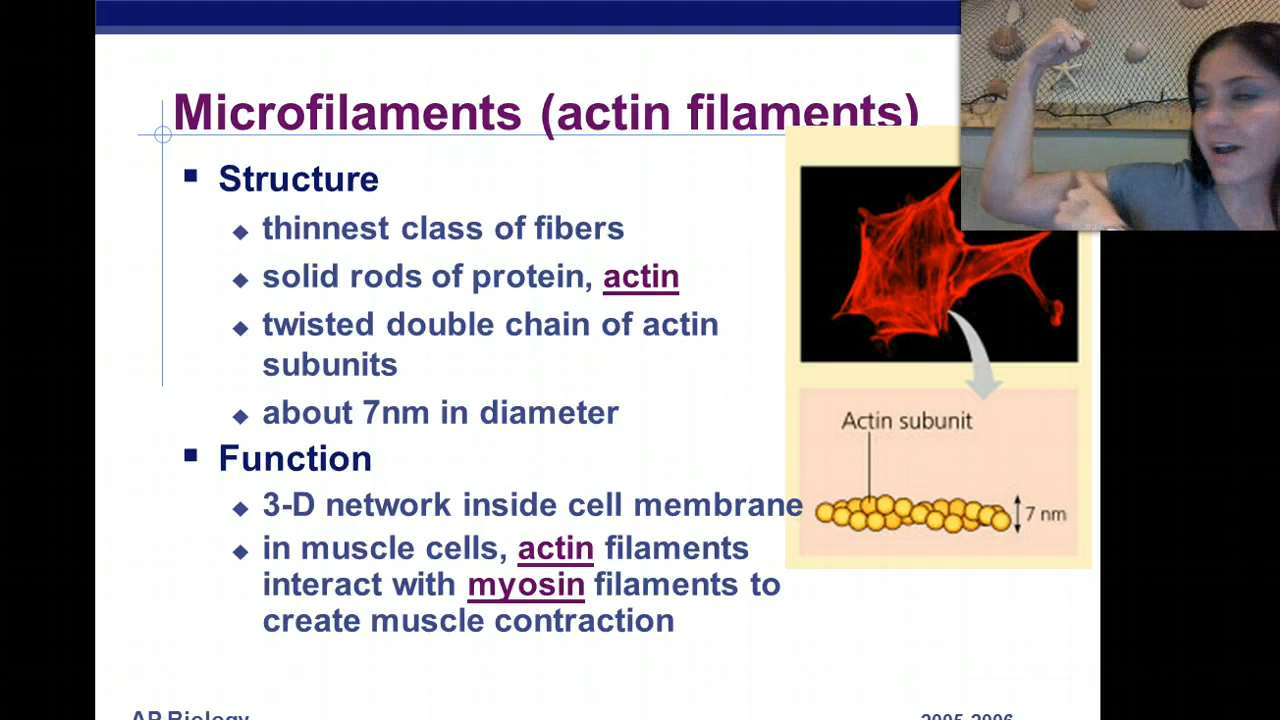 Microfilaments (actin filaments)
Structure
thinnest class of fibers
solid rods of protein, actin
twisted double chain of actin
subunits
about 7nm in diameter
Function
3-D network inside cell membrane
in muscle cells, actin filaments
interact with myosin filaments to
create muscle contraction
Actin subunit
7 nm
AP Biology
2005-2006